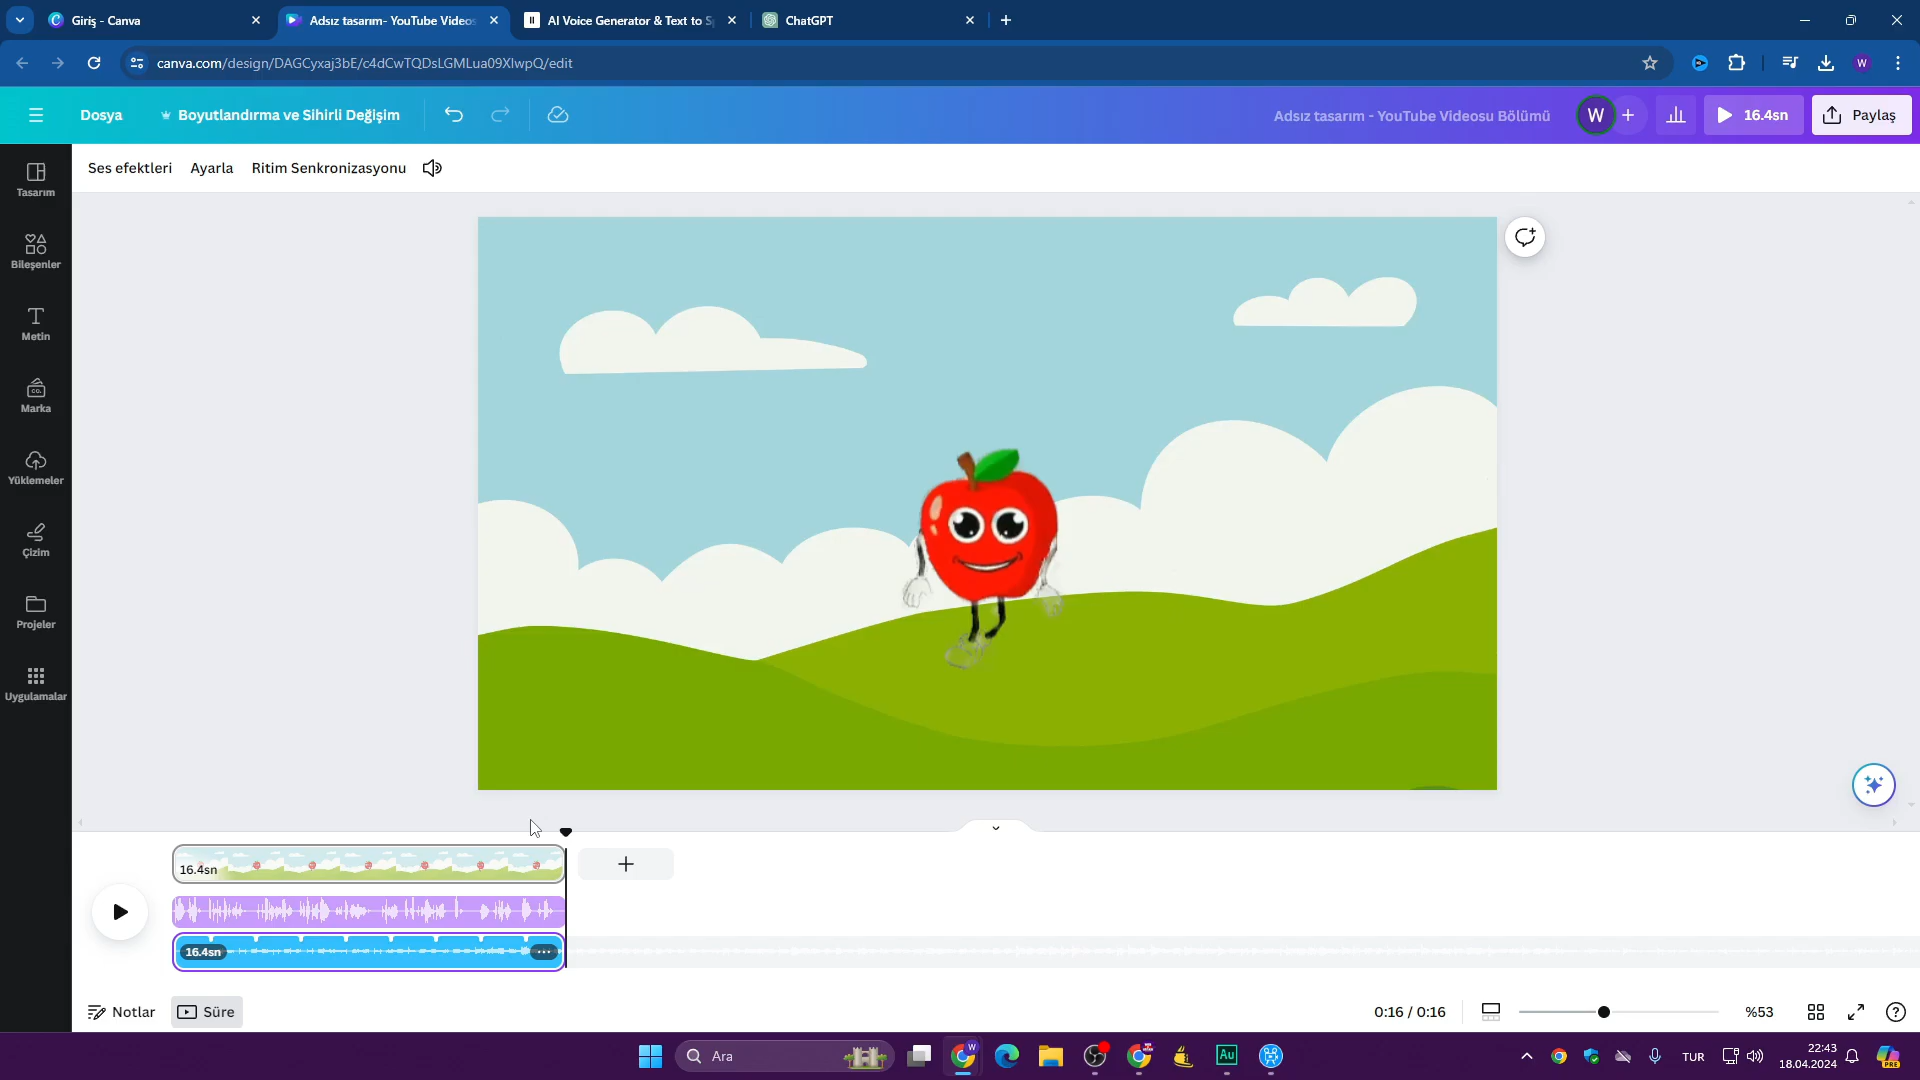 Giriş - Canva
Adsız tasarım- YouTube Videos
AI Voice Generator & Text to S
ChatGPT
canva.com/design/DAGCyxaj3bE/c4dCwTQDsLGMLua09XlwpQ/edit
W
Dosya
Boyutlandırma ve Sihirli Değişim
Adsız tasarım - YouTube Videosu Bölümü
W
16.4sn
Paylaş
Ses efektleri
Ayarla
Ritim Senkronizasyonu
Tasarım
Bileşenler
Metin
CO.
Marka
Yüklemeler
Çizim
Projeler
Uygulamalar
16.4sn
16.4sn
Notlar
Süre
0:16 / 0:16
%53
Ara
W
Au
TUR
22:43
18.04.2024
PRE